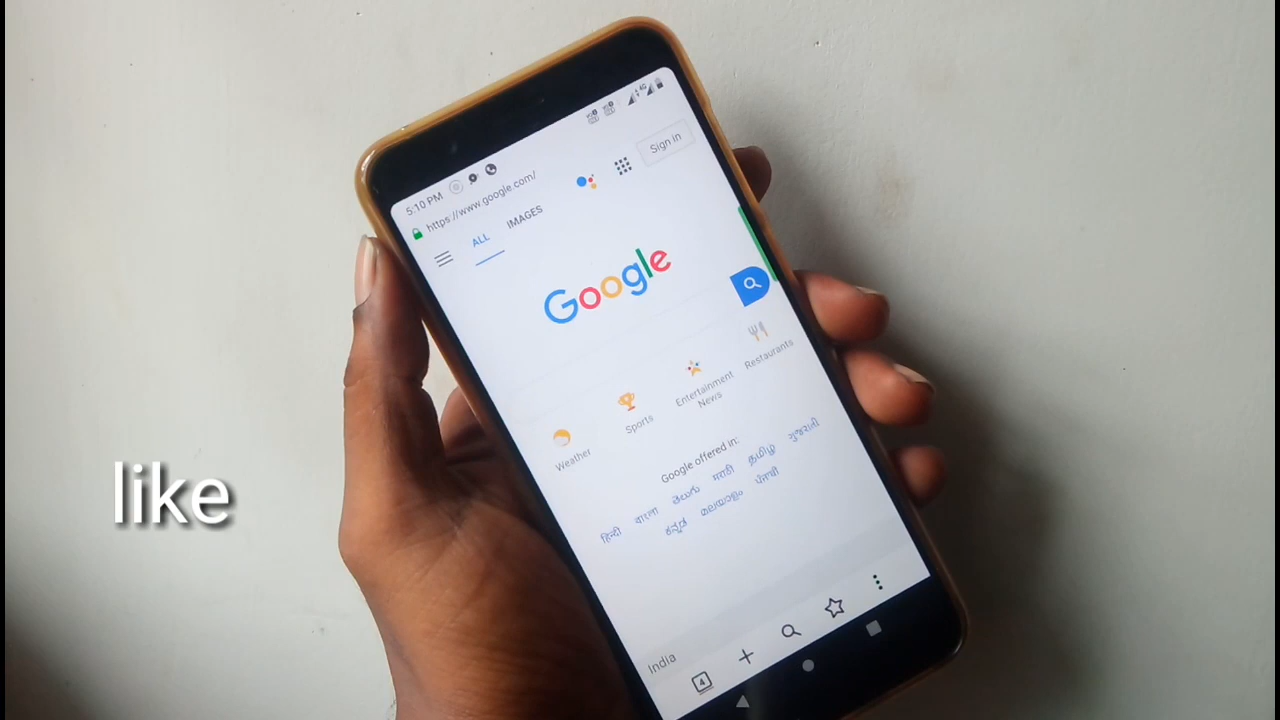 5:10 PM
4G
https://www.google.com/
Sign in
ALL IMAGES
Google
Weather
Sports
Entertainment
News
Restaurants
Google offered in:
हिन्दी বাংলা తెలుగు मराठी தமிழ் ગુજરાતી
ಕನ್ನಡ മലയാളം ਪੰਜਾਬੀ
India
4
like